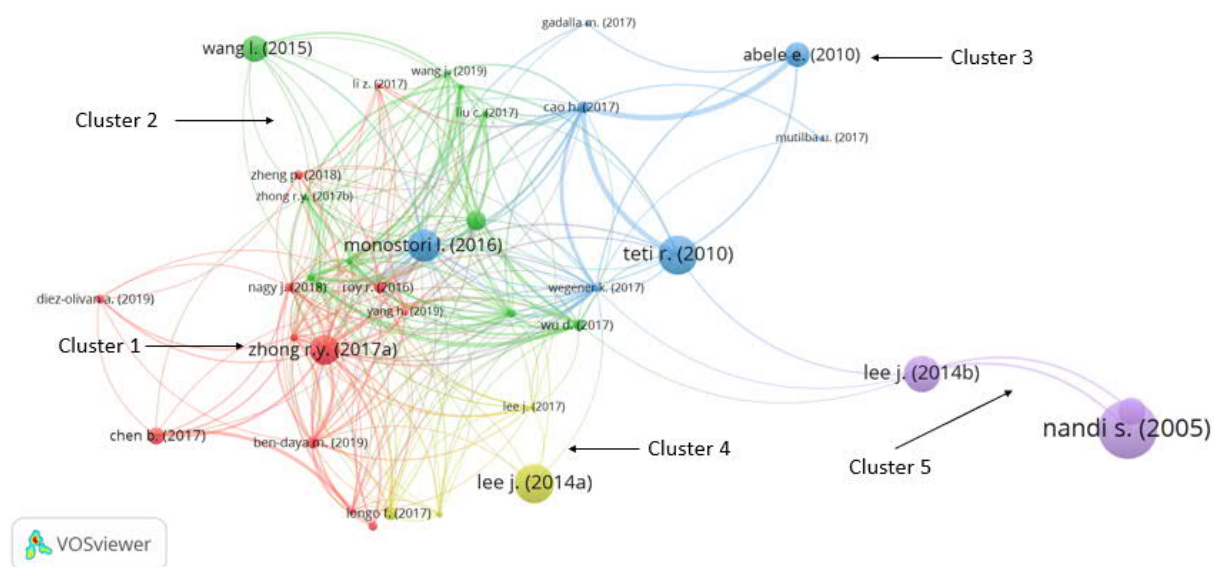 gadalla m. (2017)
wang l. (2015)
abele e. (2010)
Cluster 3
wang j. (2019)
li z. (2017)
cao h. (2017)
liu c. (2017)
Cluster 2
mutilba u. (2017)
zheng p. (2018)
zhong r.y. (2017b)
monostori l. (2016)
teti r. (2010)
nagy j. (2018)
roy r. (2016)
wegener k. (2017)
diez-olivan a. (2019)
yang h. (2019)
wu d. (2017)
Cluster 1
zhong r.y. (2017a)
lee j. (2014b)
lee j. (2017)
nandi s. (2005)
chen b. (2017)
ben-daya m. (2019)
Cluster 4
Cluster 5
lee j. (2014a)
longo f. (2017)
VOSviewer